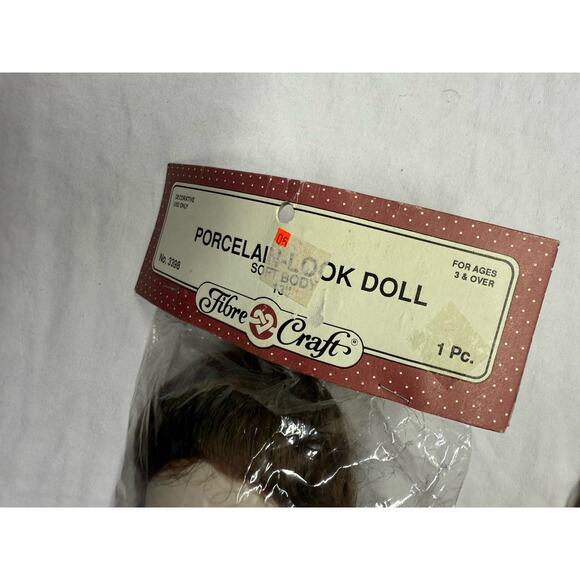 DECORATIVE
USE ONLY
No. 3398
PORCELAIN-LOOK DOLL
SOFT BODY
13"
FOR AGES
3 & OVER
1 Pc.
Fibre Craft®
05